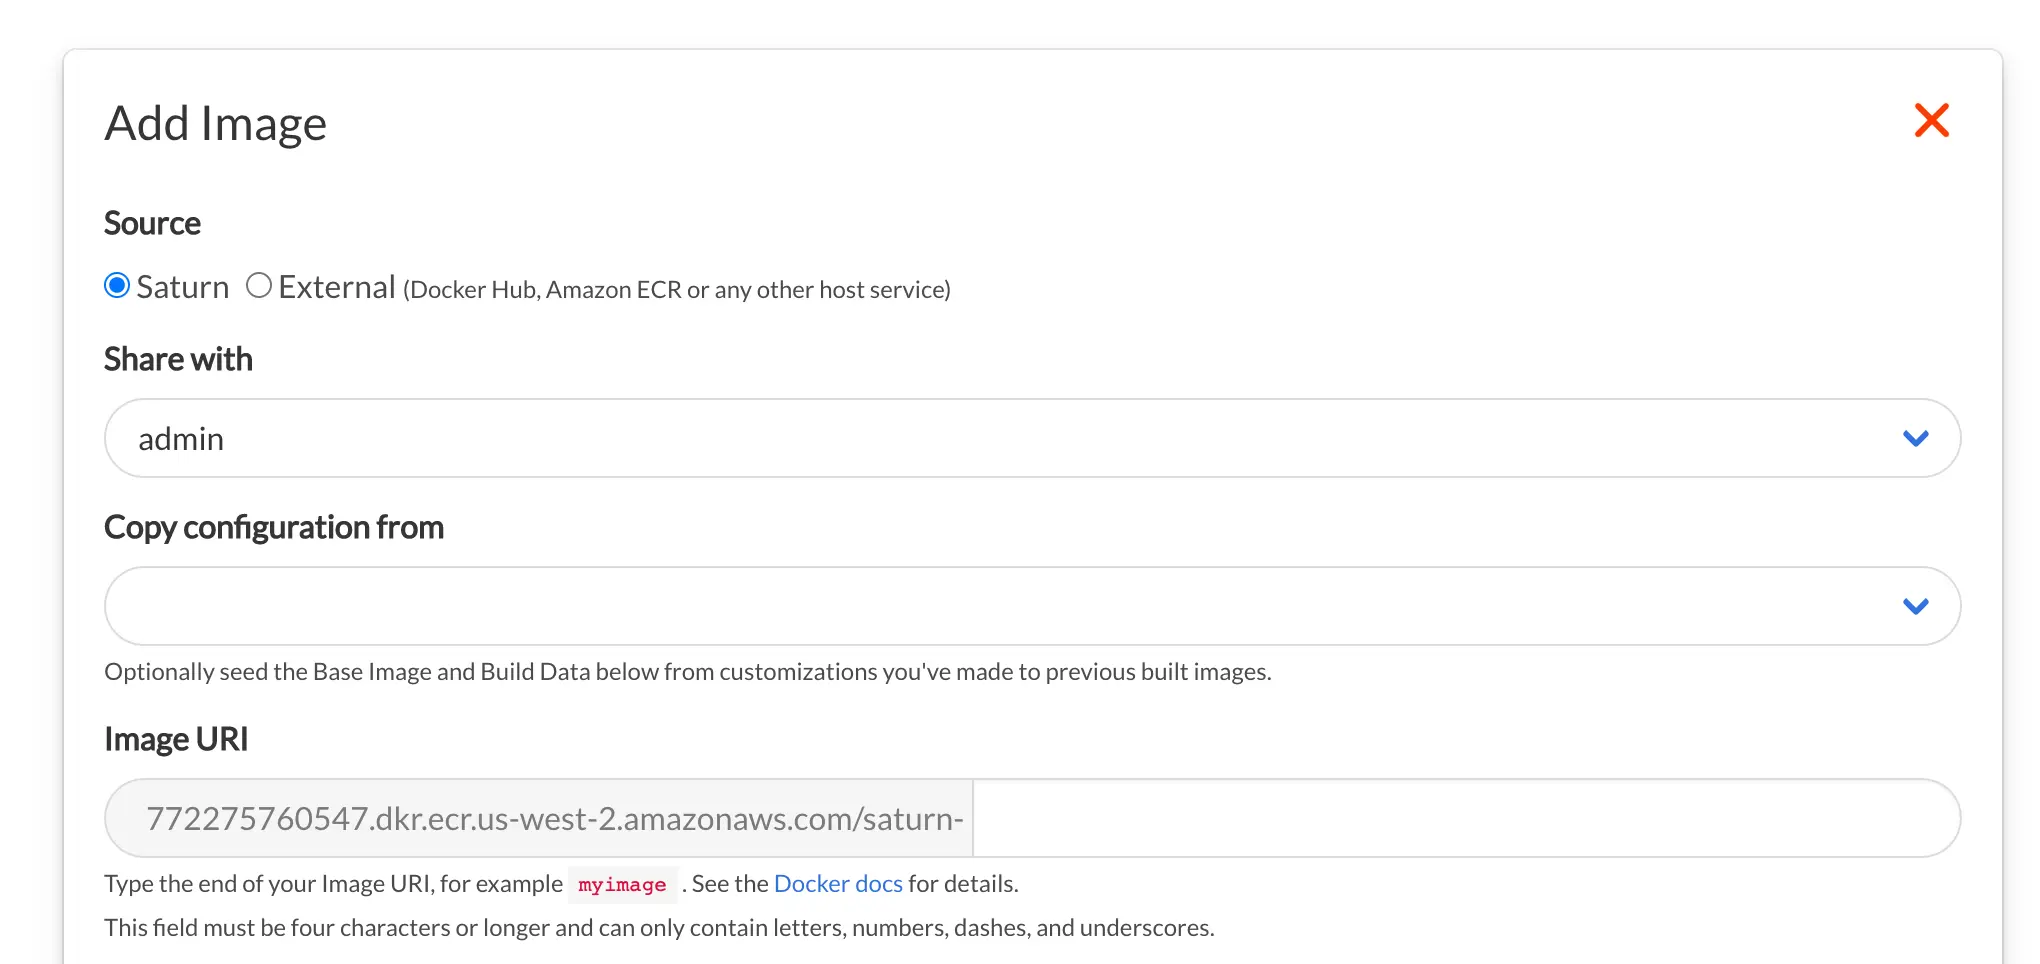 Add Image
Source
Saturn External (Docker Hub, Amazon ECR or any other host service)
Share with
admin
Copy configuration from
Optionally seed the Base Image and Build Data below from customizations you've made to previous built images.
Image URI
772275760547.dkr.ecr.us-west-2.amazonaws.com/saturn-
Type the end of your Image URI, for example myimage . See the Docker docs for details.
This field must be four characters or longer and can only contain letters, numbers, dashes, and underscores.